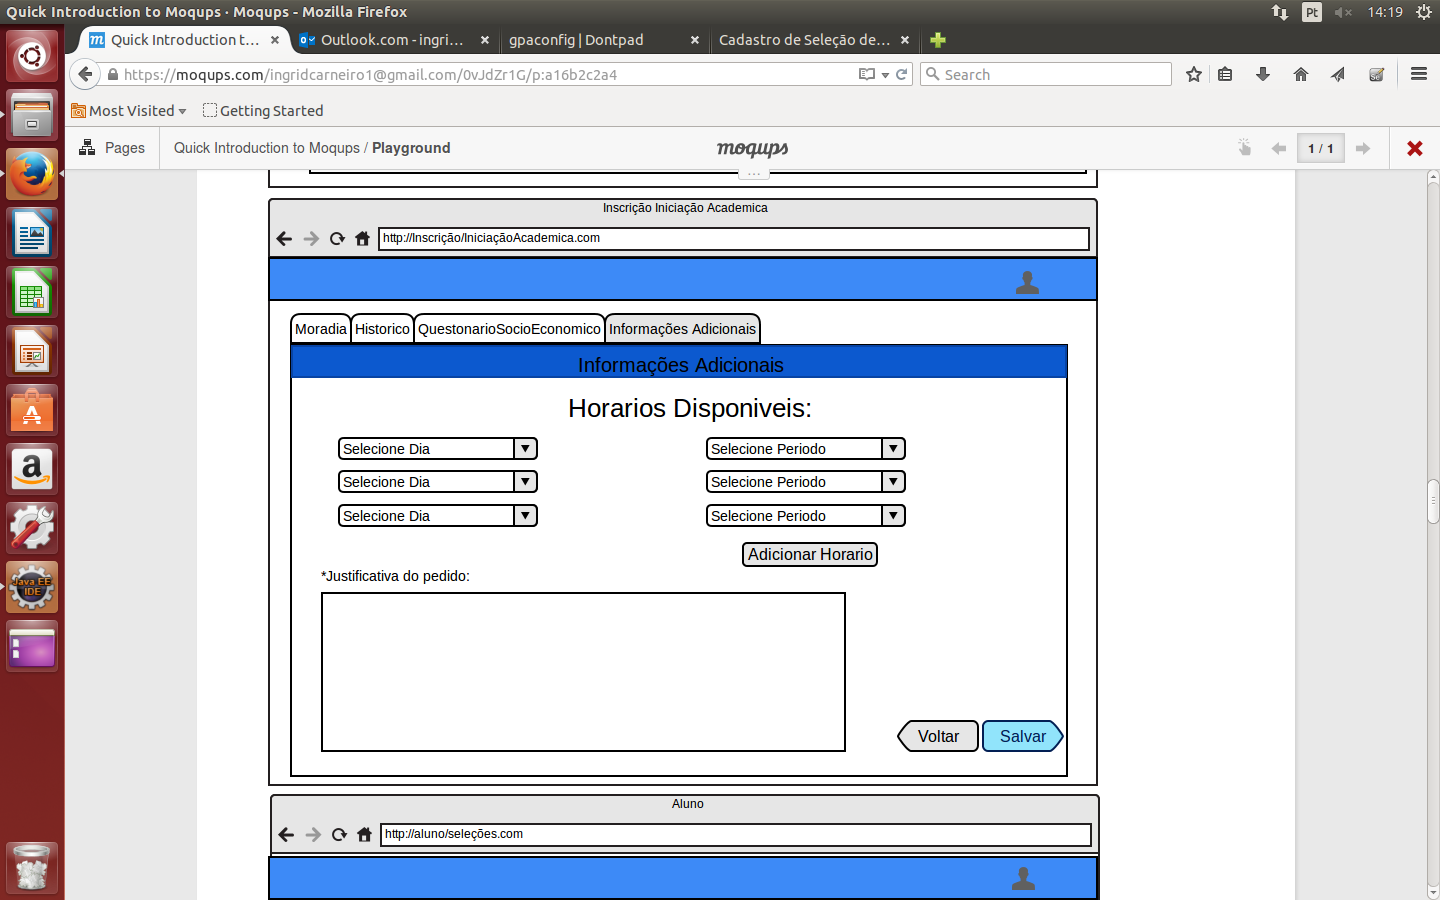 Quick Introduction to Moqups · Moqups - Mozilla Firefox
Pt
14:19
Quick Introduction t...
Outlook.com - ingri...
gpaconfig | Dontpad
Cadastro de Seleção de...
https://moqups.com/ingridcarneiro1@gmail.com/0vJdZr1G/p:a16b2c2a4
Search
Most Visited
Getting Started
Pages
Quick Introduction to Moqups / Playground
moqups
1 / 1
...
Inscrição Iniciação Academica
http://Inscrição/IniciaçãoAcademica.com
Moradia
Historico
QuestonarioSocioEconomico
Informações Adicionais
Informações Adicionais
Horarios Disponiveis:
Selecione Dia
Selecione Periodo
Selecione Dia
Selecione Periodo
Selecione Dia
Selecione Periodo
Adicionar Horario
*Justificativa do pedido:
Voltar
Salvar
Aluno
http://aluno/seleções.com
Java EE
IDE